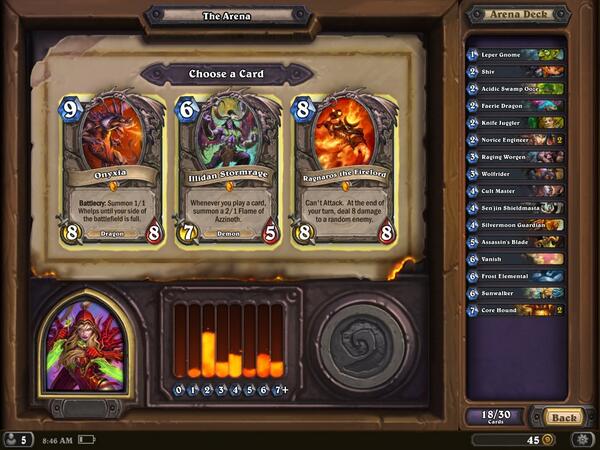 The Arena
Arena Deck
Choose a Card
9
6
8
Onyxia
Illidan Stormrage
Ragnaros the Firelord
Battlecry: Summon 1/1
Whelps until your side
of the battlefield is full.
Whenever you play a card,
summon a 2/1 Flame of
Azzinoth.
Can't Attack. At the end of
your turn, deal 8 damage
to a random enemy.
8
Dragon
8
7
Demon
5
8
8
1 Leper Gnome
2 Shiv
2 Acidic Swamp Ooze
2 Faerie Dragon
2 Knife Juggler
2 Novice Engineer 2
3 Raging Worgen
3 Wolfrider
4 Cult Master
4 Sen'jin Shieldmasta
4 Silvermoon Guardian
5 Assassin's Blade
6 Vanish
6 Frost Elemental
6 Sunwalker
7 Core Hound 2
0 1 2 3 4 5 6 7+
18/30
Cards
Back
5
8:46 AM
45